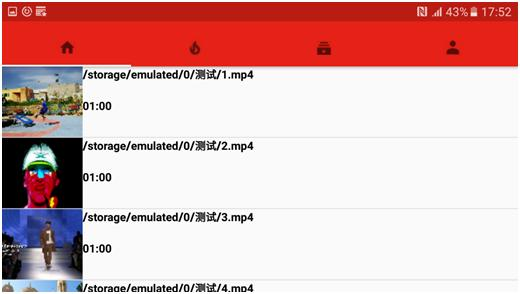 43% 17:52
/storage/emulated/0/测试/1.mp4
01:00
/storage/emulated/0/测试/2.mp4
01:00
/storage/emulated/0/测试/3.mp4
01:00
/storage/emulated/0/测试/4.mp4